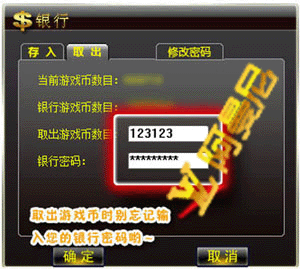 银行
存入 取出 修改密码
当前游戏币数目:
银行游戏币数目:
取出游戏币数目: 123123
银行密码: *********
取出游戏币时别忘记输
入您的银行密码哟~
确定 取消